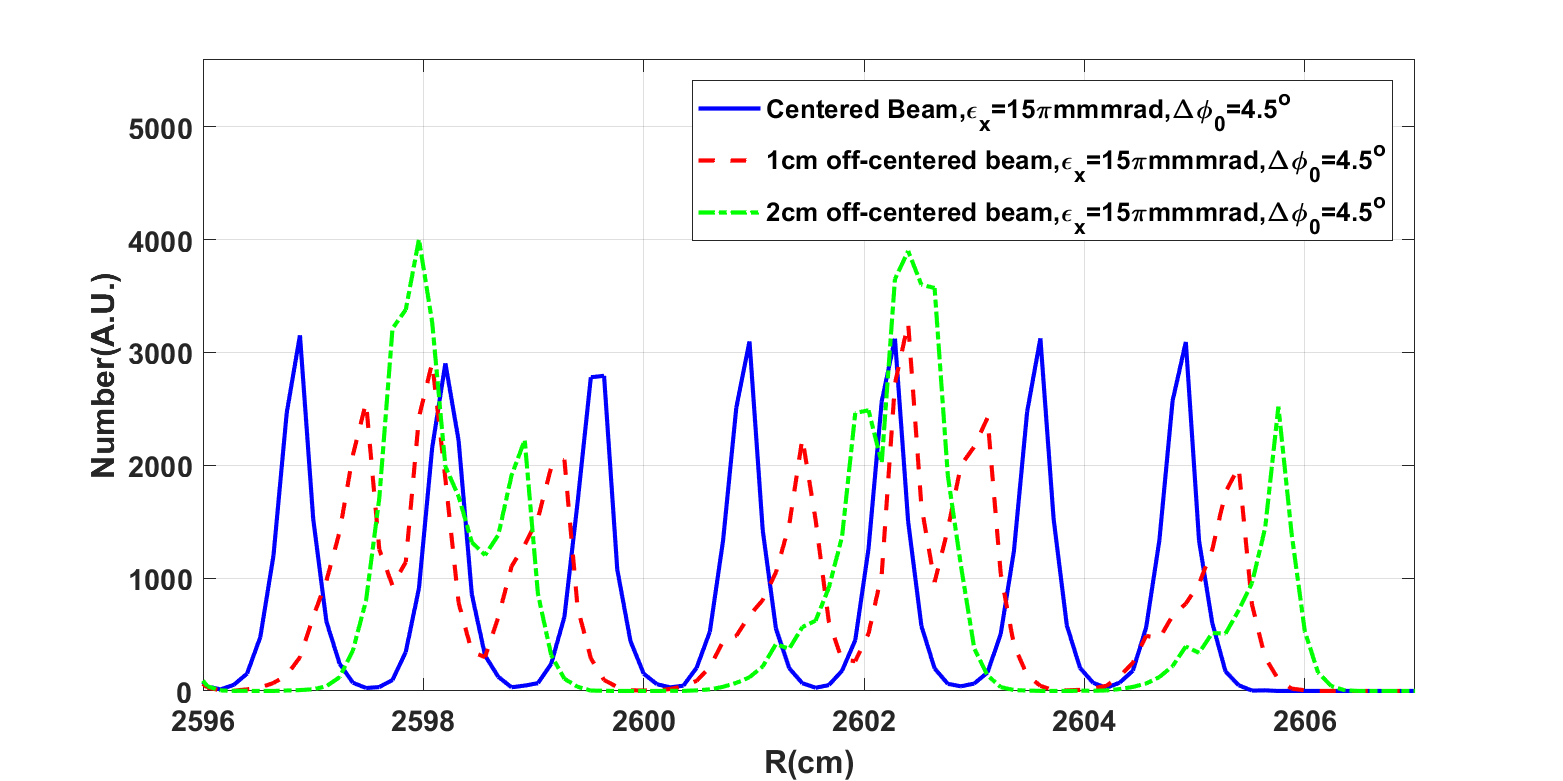 Centered Beam,ϵx=15πmmmrad,Δϕ0=4.5o
1cm off-centered beam,ϵx=15πmmmrad,Δϕ0=4.5o
2cm off-centered beam,ϵx=15πmmmrad,Δϕ0=4.5o
Number(A.U.)
5000
4000
3000
2000
1000
0
2596 2598 2600 2602 2604 2606
R(cm)